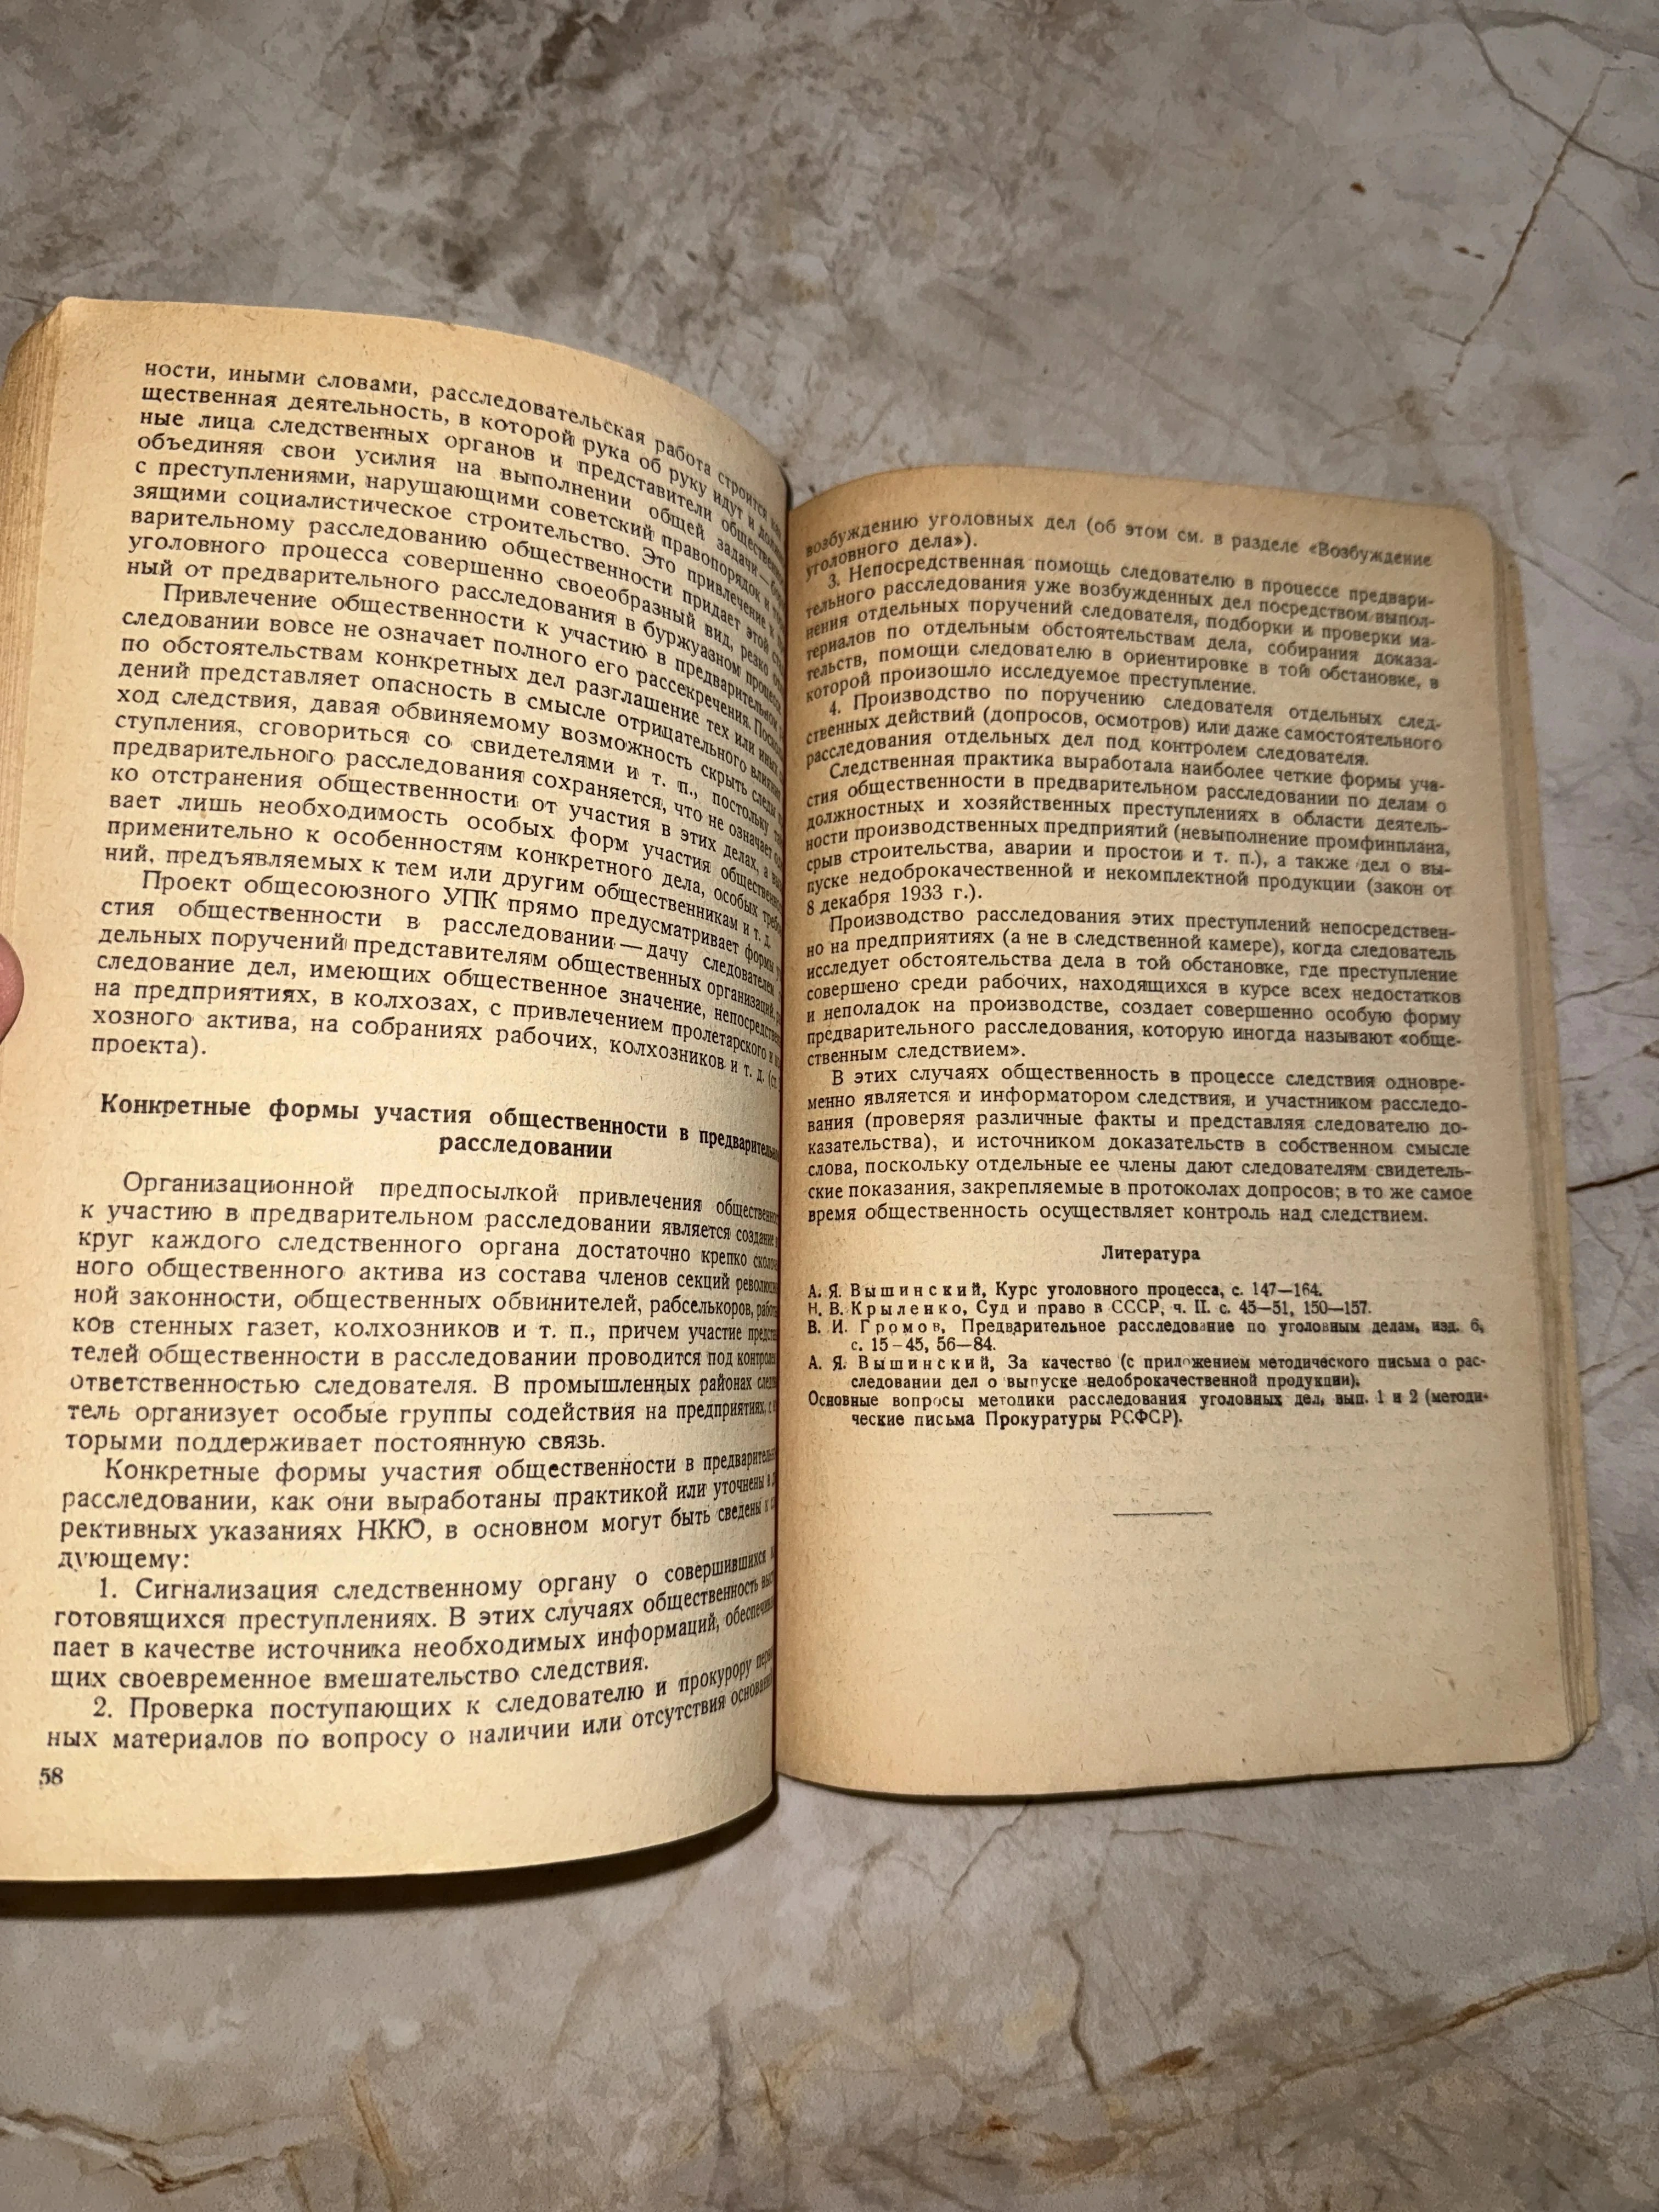 ности, иными словами, расследовательская работа строится как
щественная деятельность, в которой рука об руку идут и
ные лица следственных органов и представители
объединяя свои усилия на выполнении общей задачи —
с преступлениями, нарушающими советский правопорядок и
зящими социалистическое строительство. Это привлечение к
варительному расследованию общественности придает этой
уголовного процесса совершенно своеобразный вид, резко
ный от предварительного расследования в буржуазном процессе.
Привлечение общественности к участию в предварительном
следовании вовсе не означает полного его рассекречения.
по обстоятельствам конкретных дел разглашение тех или иных
дений представляет опасность в смысле отрицательного влияния
ход следствия, давая обвиняемому возможность скрыть следы
ступления, сговориться со свидетелями и т. п., постольку
предварительного расследования сохраняется, что не означает
ко отстранения общественности от участия в этих делах, а
вает лишь необходимость особых форм участия
применительно к особенностям конкретного дела, особых
ний, предъявляемых к тем или другим общественникам и т. д.
Проект общесоюзного УПК прямо предусматривает формы
стия общественности в расследовании — дачу следователем
дельных поручений представителям общественных организаций,
следование дел, имеющих общественное значение,
на предприятиях, в колхозах, с привлечением пролетарского и
хозного актива, на собраниях рабочих, колхозников и т. д. (ст.
проекта).
Конкретные формы участия общественности в
расследовании
Организационной предпосылкой привлечения
к участию в предварительном расследовании является создание
круг каждого следственного органа достаточно крепко
ного общественного актива из состава членов секций
ной законности, общественных обвинителей, рабселькоров,
ков стенных газет, колхозников и т. п., причем участие
телей общественности в расследовании проводится под
ответственностью следователя. В промышленных районах
тель организует особые группы содействия на предприятиях, с
торыми поддерживает постоянную связь.
Конкретные формы участия общественности в
расследовании, как они выработаны практикой или уточнены в
рективных указаниях НКЮ, в основном могут быть сведены к
дующему:
1. Сигнализация следственному органу о совершившихся
готовящихся преступлениях. В этих случаях общественность
пает в качестве источника необходимых информаций,
щих своевременное вмешательство следствия.
2. Проверка поступающих к следователю и прокурору
ных материалов по вопросу о наличии или отсутствия
58
возбуждению уголовных дел (об этом см. в разделе «Возбуждение
уголовного дела»).
3. Непосредственная помощь следователю в процессе предвари-
тельного расследования уже возбужденных дел посредством выпол-
нения отдельных поручений следователя, подборки и проверки ма-
териалов по отдельным обстоятельствам дела, собирания доказа-
тельств, помощи следователю в ориентировке в той обстановке, в
которой произошло исследуемое преступление.
4. Производство по поручению следователя отдельных след-
ственных действий (допросов, осмотров) или даже самостоятельного
расследования отдельных дел под контролем следователя.
Следственная практика выработала наиболее четкие формы уча-
стия общественности в предварительном расследовании по делам о
должностных и хозяйственных преступлениях в области деятель-
ности производственных предприятий (невыполнение промфинплана,
срыв строительства, аварии и простои и т. п.), а также дел о вы-
пуске недоброкачественной и некомплектной продукции (закон от
8 декабря 1933 г.).
Производство расследования этих преступлений непосредствен-
но на предприятиях (а не в следственной камере), когда следователь
исследует обстоятельства дела в той обстановке, где преступление
совершено среди рабочих, находящихся в курсе всех недостатков
и неполадок на производстве, создает совершенно особую форму
предварительного расследования, которую иногда называют «обще-
ственным следствием».
В этих случаях общественность в процессе следствия одновре-
менно является и информатором следствия, и участником расследо-
вания (проверяя различные факты и представляя следователю до-
казательства), и источником доказательств в собственном смысле
слова, поскольку отдельные ее члены дают следователям свидетель-
ские показания, закрепляемые в протоколах допросов; в то же самое
время общественность осуществляет контроль над следствием.
Литература
А. Я. Вышинский, Курс уголовного процесса, с. 147—164.
Н. В. Крыленко, Суд и право в СССР, ч. II. с. 45—51, 150—157.
В. И. Громов, Предварительное расследование по уголовным делам, изд. 6,
с. 15—45, 56—84.
А. Я. Вышинский, За качество (с приложением методического письма о рас-
следовании дел о выпуске недоброкачественной продукции).
Основные вопросы методики расследования уголовных дел, вып. 1 и 2 (методи-
ческие письма Прокуратуры РСФСР).